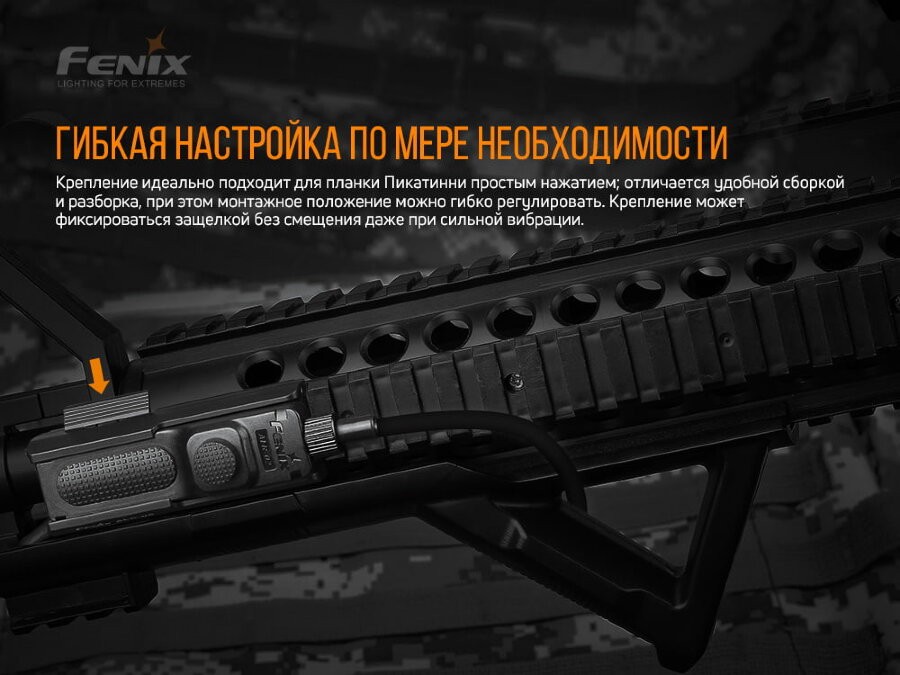 FENIX
LIGHTING FOR EXTREMES
ГИБКАЯ НАСТРОЙКА ПО МЕРЕ НЕОБХОДИМОСТИ
Крепление идеально подходит для планки Пикатинни простым нажатием; отличается удобной сборкой
и разборка, при этом монтажное положение можно гибко регулировать. Крепление может
фиксироваться защелкой без смещения даже при сильной вибрации.
FENIX